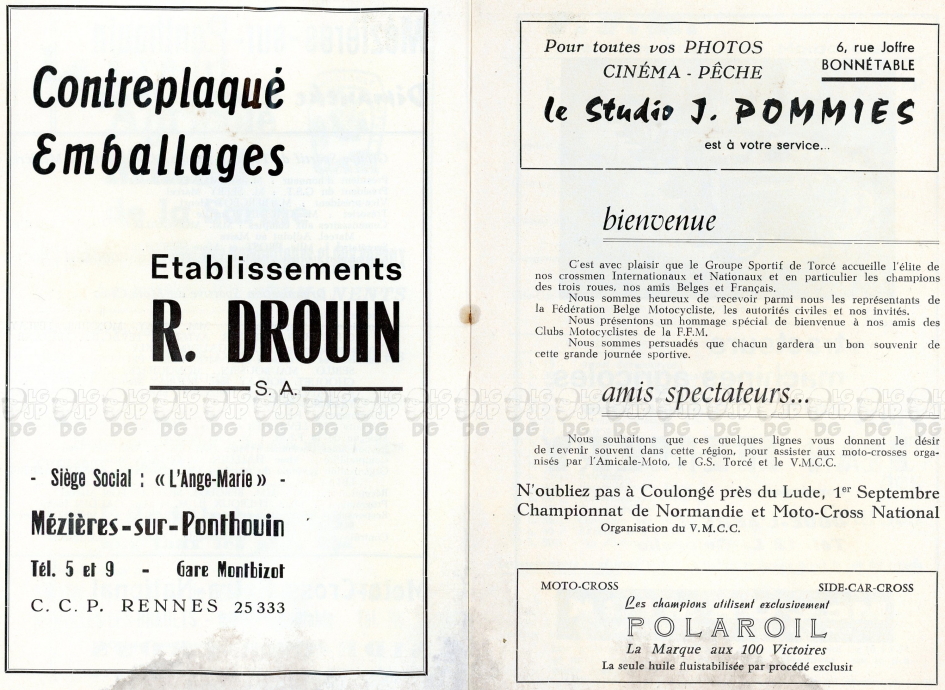 Contreplaqué
Emballages
Etablissements
R. DROUIN
S.A.
- Siège Social : « L'Ange-Marie » -
Mézières-sur-Ponthouin
Tél. 5 et 9 - Gare Montbizot
C. C. P. RENNES 25 333
Pour toutes vos PHOTOS
CINÉMA - PÊCHE
6, rue Joffre
BONNÉTABLE
le Studio J. POMMIES
est à votre service...
bienvenue
C'est avec plaisir que le Groupe Sportif de Torcé accueille l'élite de
nos crossmen Internationaux et Nationaux et en particulier les champions
des trois roues, nos amis Belges et Français.
Nous sommes heureux de recevoir parmi nous les représentants de
la Fédération Belge Motocycliste, les autorités civiles et nos invités.
Nous présentons un hommage spécial de bienvenue à nos amis des
Clubs Motocyclistes de la F.F.M.
Nous sommes persuadés que chacun gardera un bon souvenir de
cette grande journée sportive.
amis spectateurs...
Nous souhaitons que ces quelques lignes vous donnent le désir
de revenir souvent dans cette région, pour assister aux moto-crosses orga-
nisés par l'Amicale-Moto, le G.S. Torcé et le V.M.C.C.
N'oubliez pas à Coulongé près du Lude, 1er Septembre
Championnat de Normandie et Moto-Cross National
Organisation du V.M.C.C.
MOTO-CROSS
SIDE-CAR-CROSS
Les champions utilisent exclusivement
POLAROIL
La Marque aux 100 Victoires
La seule huile fluistabilisée par procédé exclusir